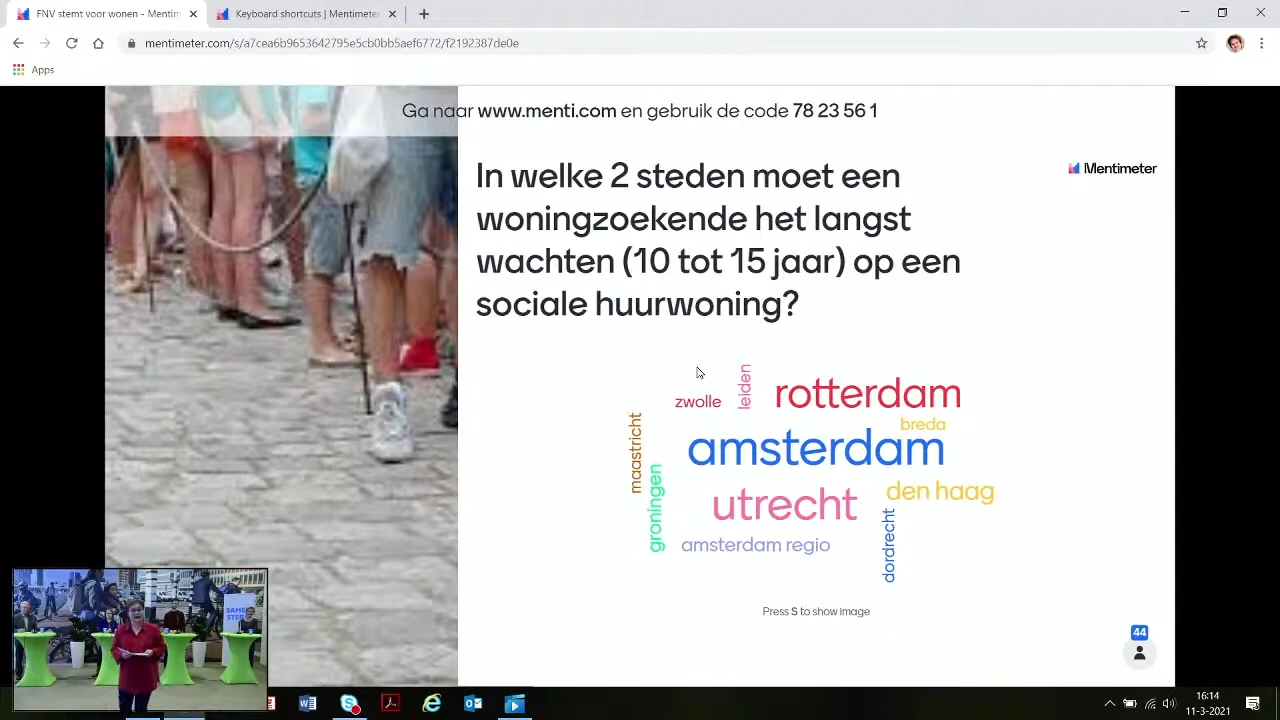 FNV stemt voor wonen - Mentim
Keyboard shortcuts | Mentimeter
mentimeter.com/s/a7cea6b9653642795e5cb0bb5aef6772/f2192387de0e
Apps
Ga naar www.menti.com en gebruik de code 78 23 56 1
Mentimeter
In welke 2 steden moet een
woningzoekende het langst
wachten (10 tot 15 jaar) op een
sociale huurwoning?
zwolle
leiden
rotterdam
breda
maastricht
amsterdam
groningen
utrecht
den haag
amsterdam regio
dordrecht
Press S to show image
44
SAME
STER
16:14
11-3-2021